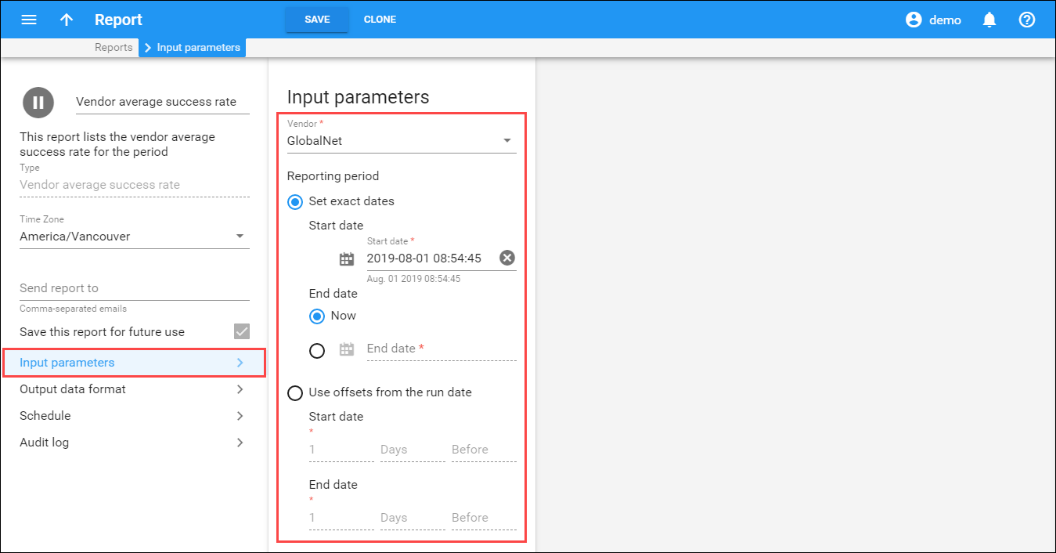 Report
SAVE
CLONE
demo
Reports
Input parameters
Vendor average success rate
This report lists the vendor average
success rate for the period
Type
Vendor average success rate
Time Zone
America/Vancouver
Send report to
Comma-separated emails
Save this report for future use
Input parameters
Output data format
Schedule
Audit log
Input parameters
Vendor *
GlobalNet
Reporting period
Set exact dates
Start date
Start date *
2019-08-01 08:54:45
Aug. 01 2019 08:54:45
End date
Now
End date *
Use offsets from the run date
Start date
*
1 Days Before
End date
*
1 Days Before